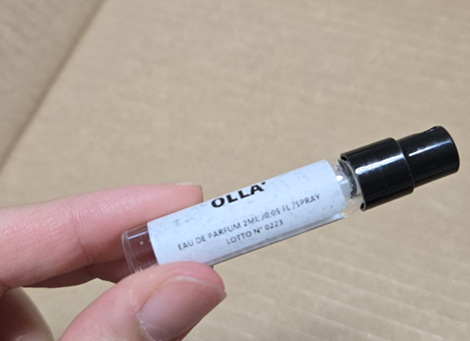 OLLA
EAU DE PARFUM 2ML /0.05 FL /SPRAY
LOTTO N° 0223